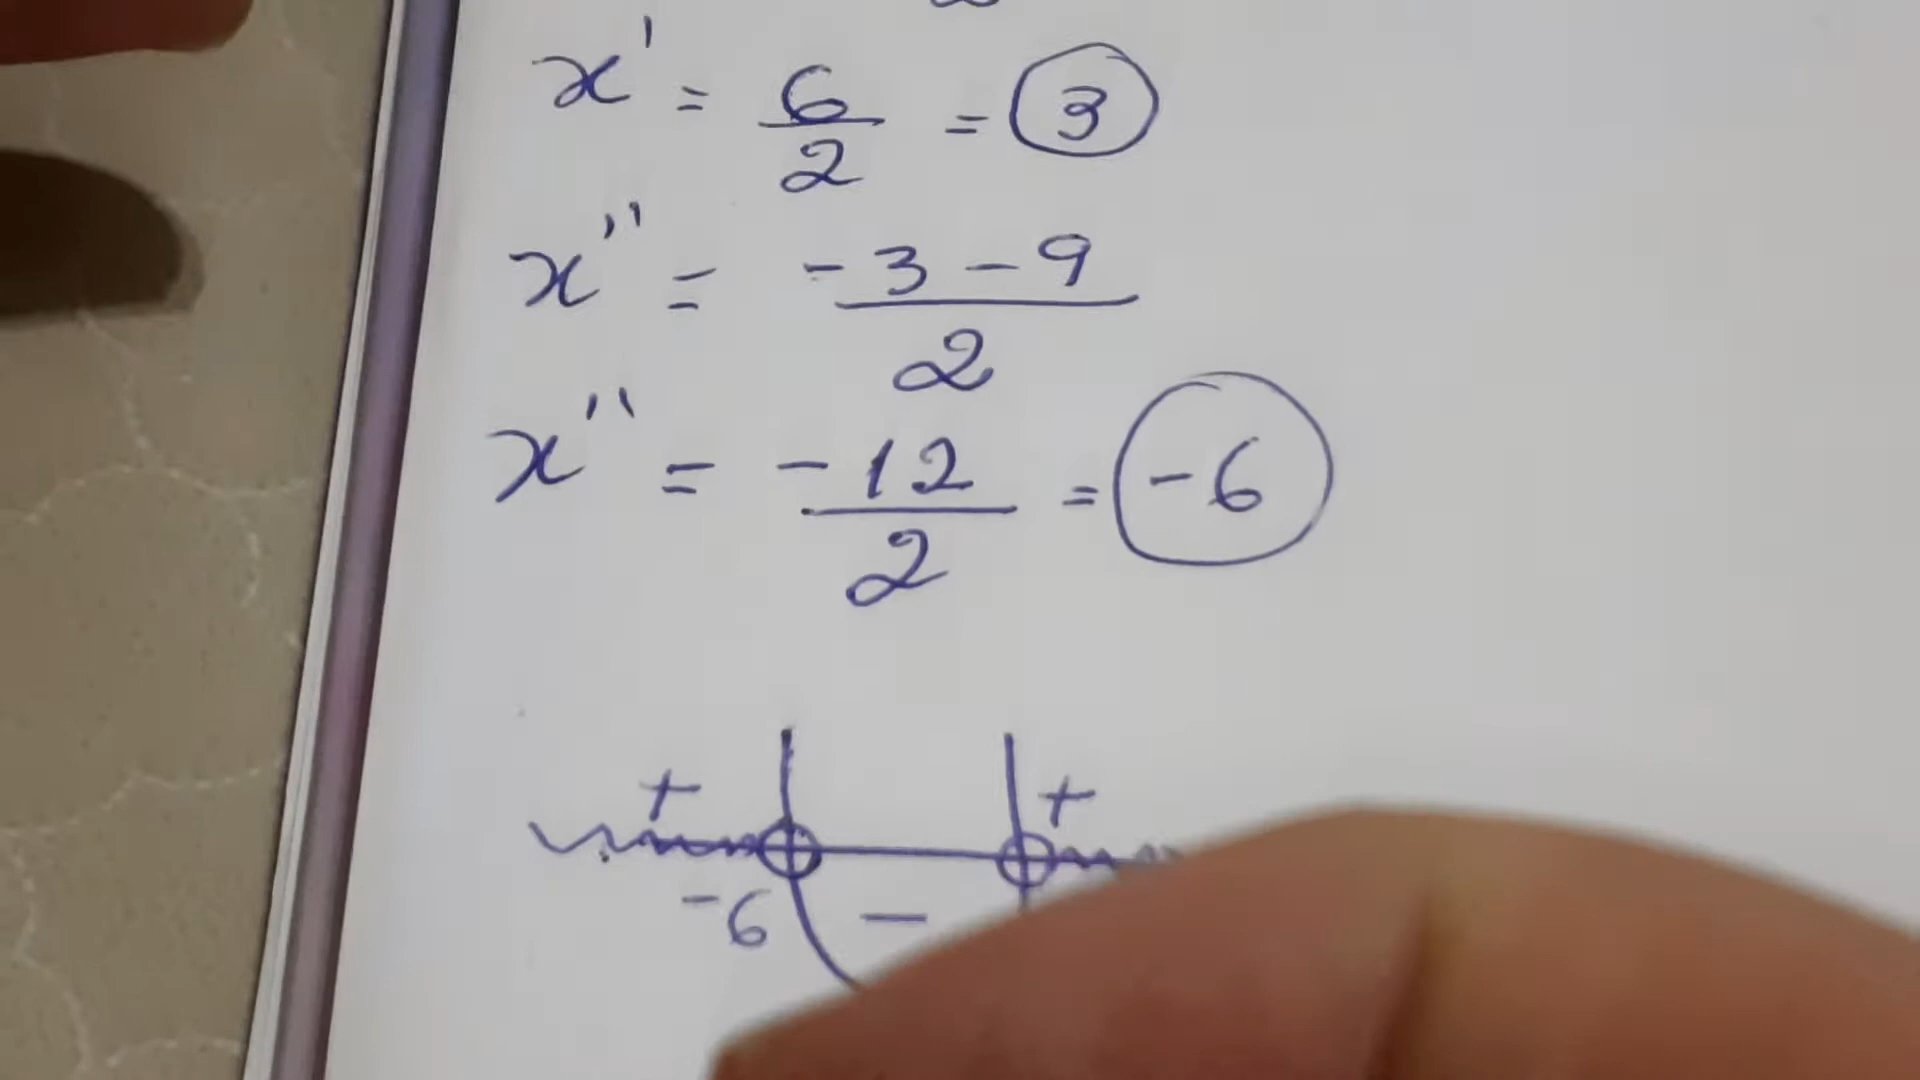 x' = 6/2 = 3
x'' = -3 - 9/2
x'' = -12/2 = -6
+ +
-6 -